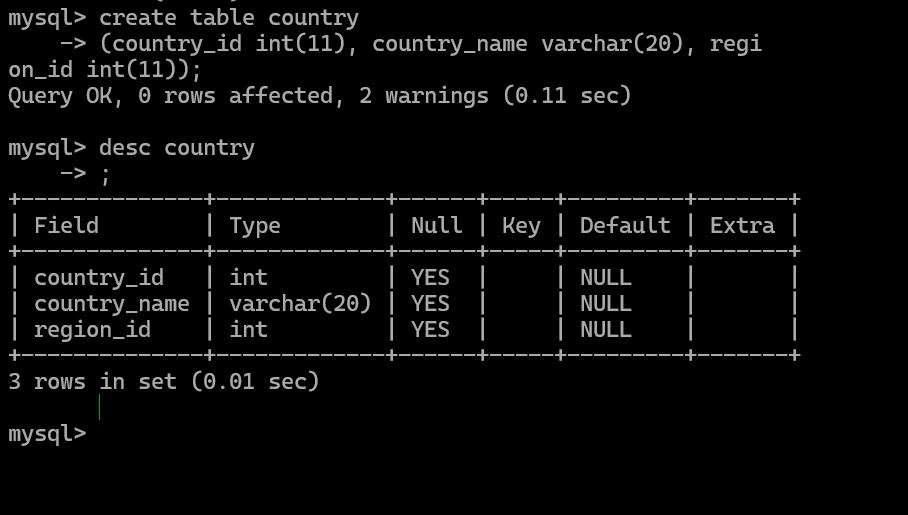 mysql> create table country
    -> (country_id int(11), country_name varchar(20), regi
on_id int(11));
Query OK, 0 rows affected, 2 warnings (0.11 sec)

mysql> desc country
    -> ;
+--------------+-------------+------+-----+---------+-------+
| Field        | Type        | Null | Key | Default | Extra |
+--------------+-------------+------+-----+---------+-------+
| country_id   | int         | YES  |     | NULL    |       |
| country_name | varchar(20) | YES  |     | NULL    |       |
| region_id    | int         | YES  |     | NULL    |       |
+--------------+-------------+------+-----+---------+-------+
3 rows in set (0.01 sec)

mysql>